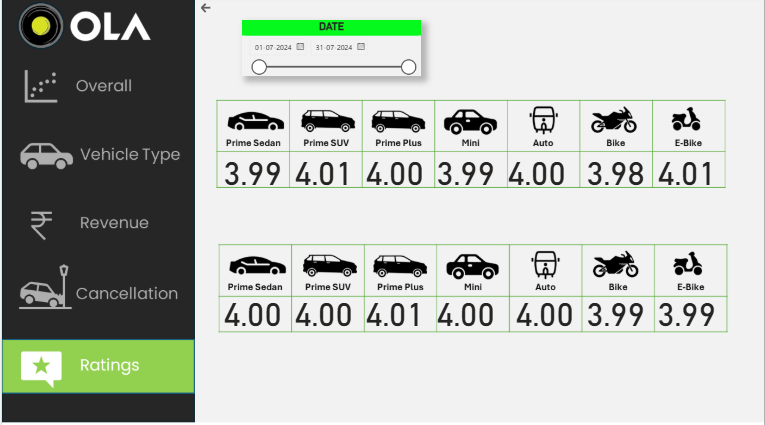 OLA
Overall
Vehicle Type
Revenue
Cancellation
Ratings
DATE
01-07-2024 31-07-2024
Prime Sedan Prime SUV Prime Plus Mini Auto Bike E-Bike
3.99 4.01 4.00 3.99 4.00 3.98 4.01
Prime Sedan Prime SUV Prime Plus Mini Auto Bike E-Bike
4.00 4.00 4.01 4.00 4.00 3.99 3.99